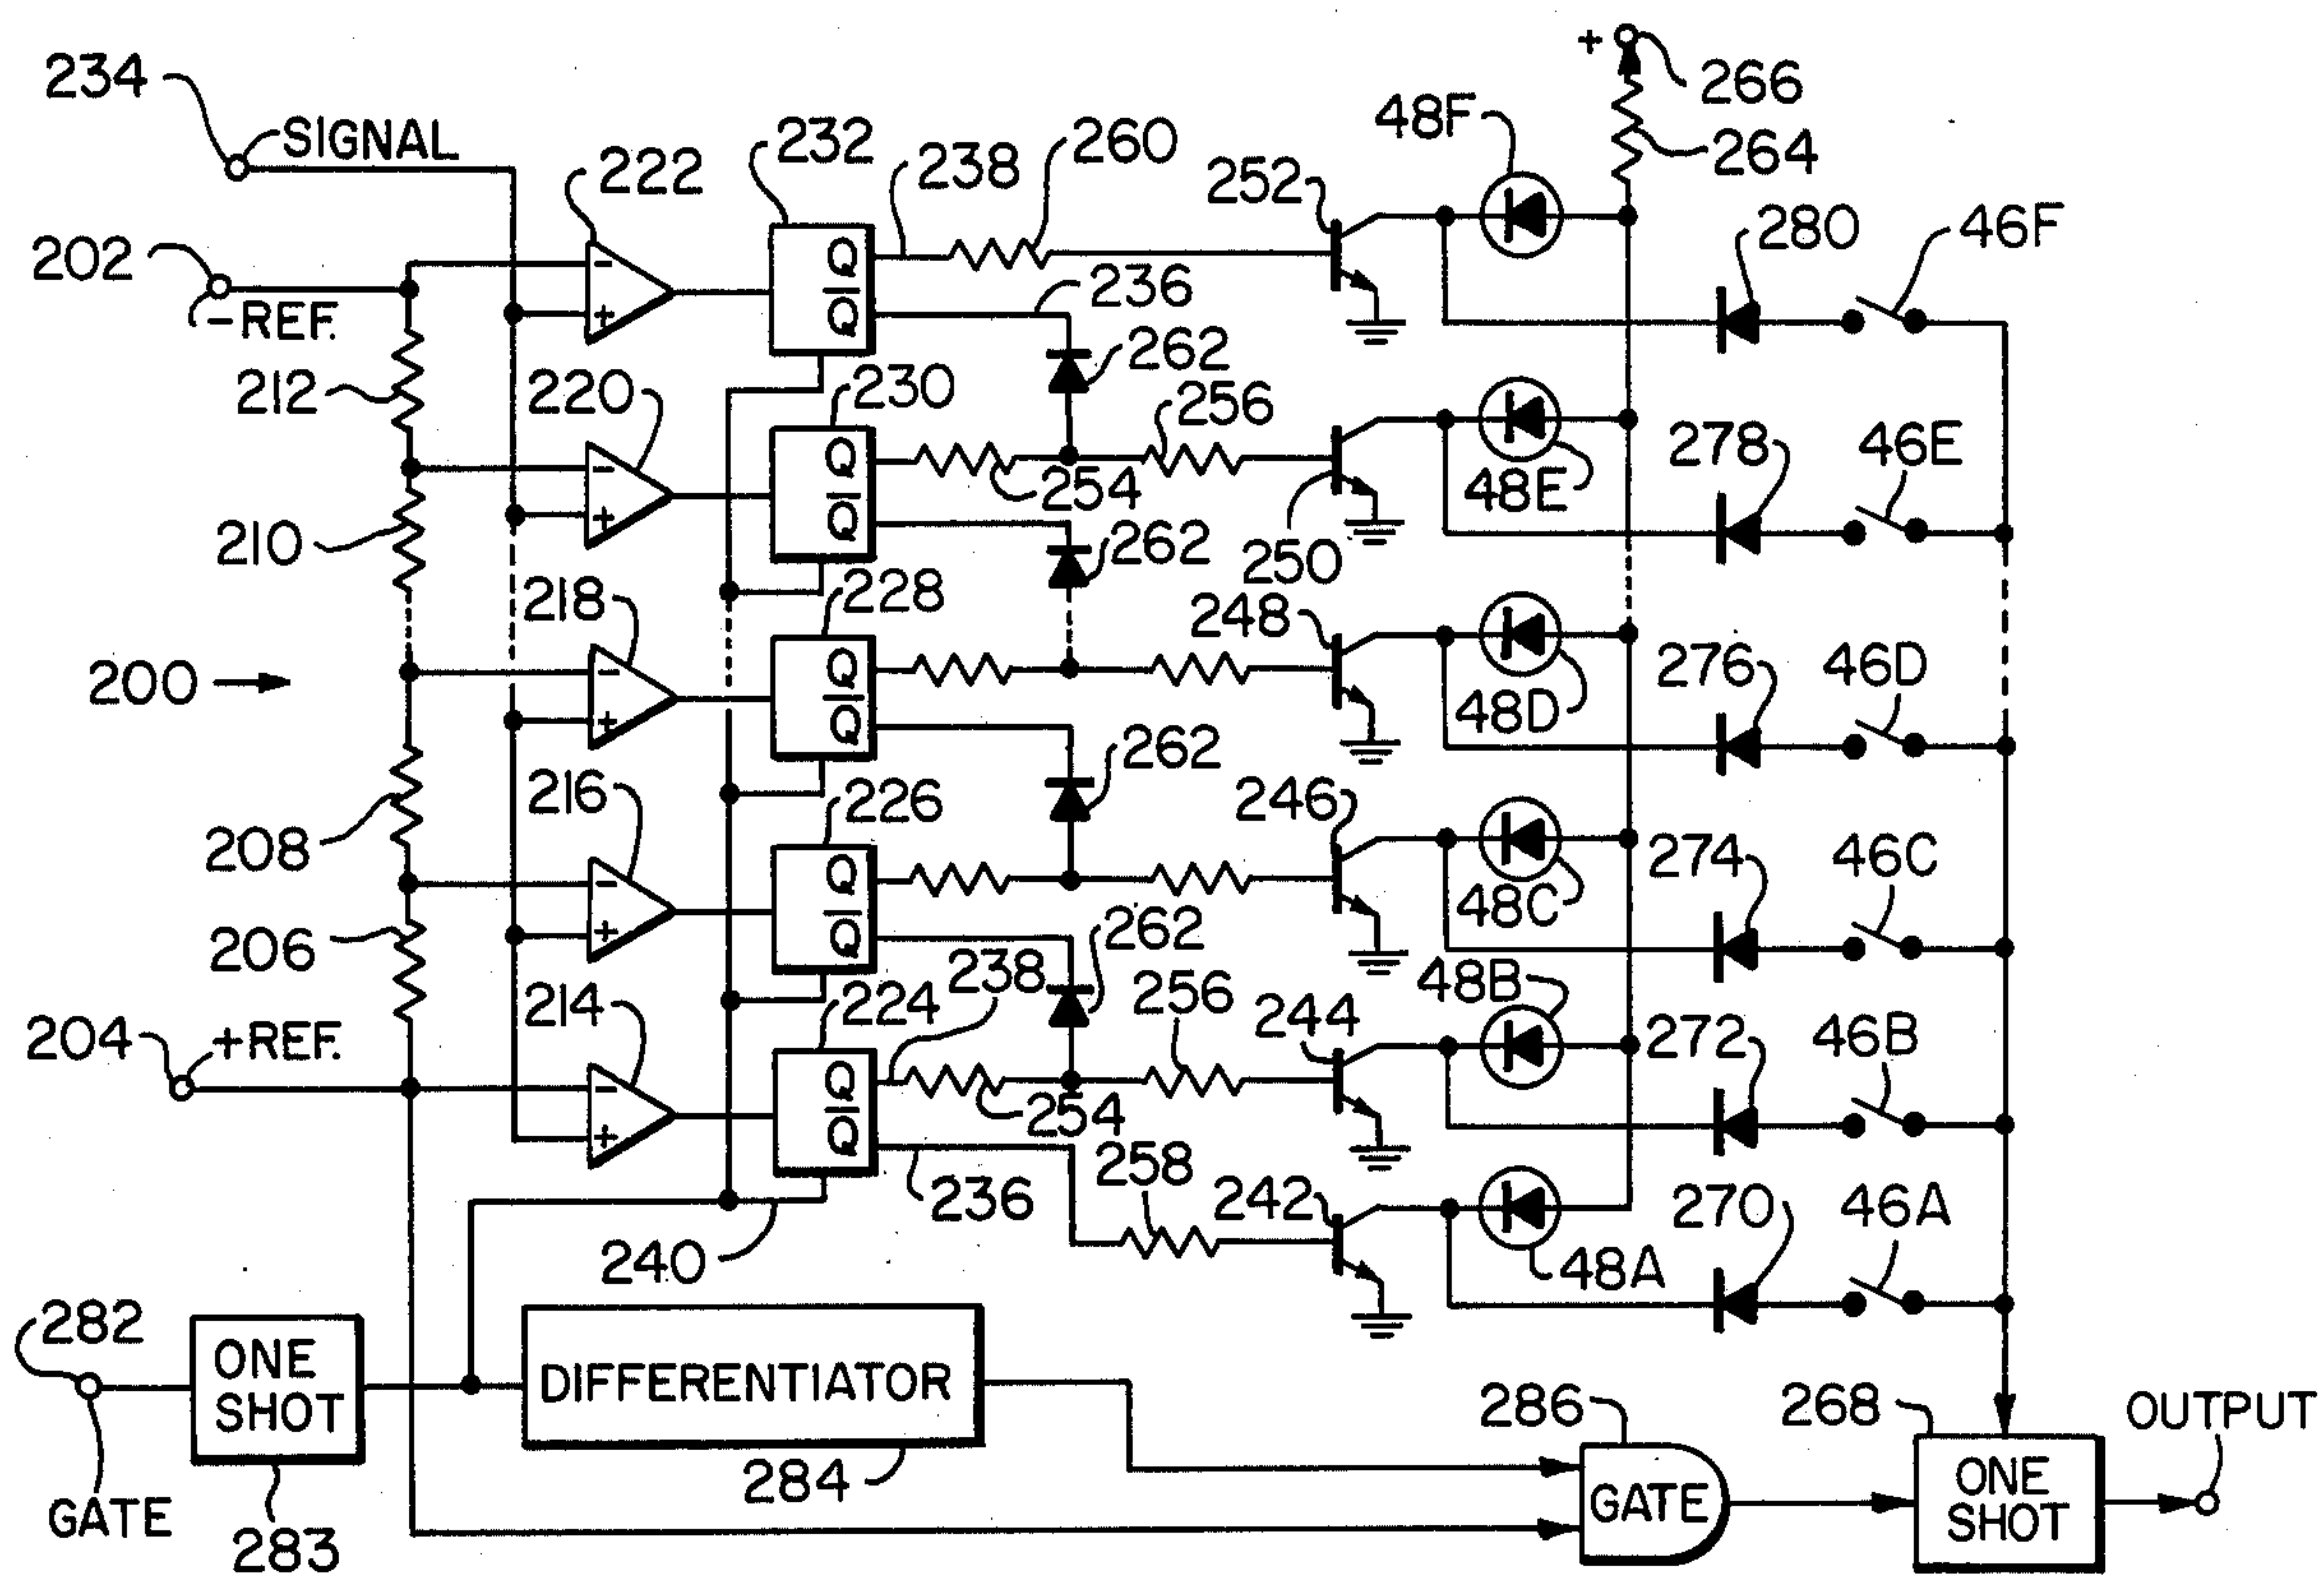 234
SIGNAL
222
232
238
260
252
48F
+
266
264
202
-REF.
-
+
Q
Q̅
236
280
46F
212
220
230
262
256
278
46E
-
+
Q
Q̅
254
48E
210
218
228
262
250
248
276
46D
200
-
+
Q
Q̅
48D
216
226
262
246
274
46C
208
-
+
Q
Q̅
48C
206
214
224
238
262
256
244
48B
272
46B
204
+REF.
-
+
Q
Q̅
254
236
258
242
270
46A
240
48A
282
ONE
SHOT
DIFFERENTIATOR
286
268
OUTPUT
284
GATE
283
GATE
ONE
SHOT